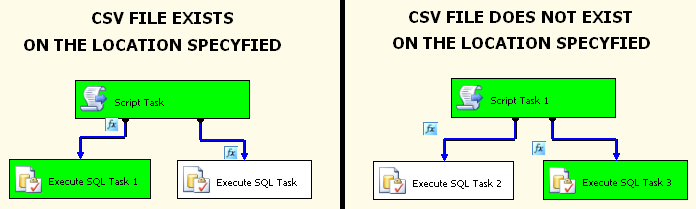 CSV FILE EXISTS
ON THE LOCATION SPECYFIED
Script Task
fx
fx
Execute SQL Task 1
Execute SQL Task
CSV FILE DOES NOT EXIST
ON THE LOCATION SPECYFIED
Script Task 1
fx
fx
Execute SQL Task 2
Execute SQL Task 3